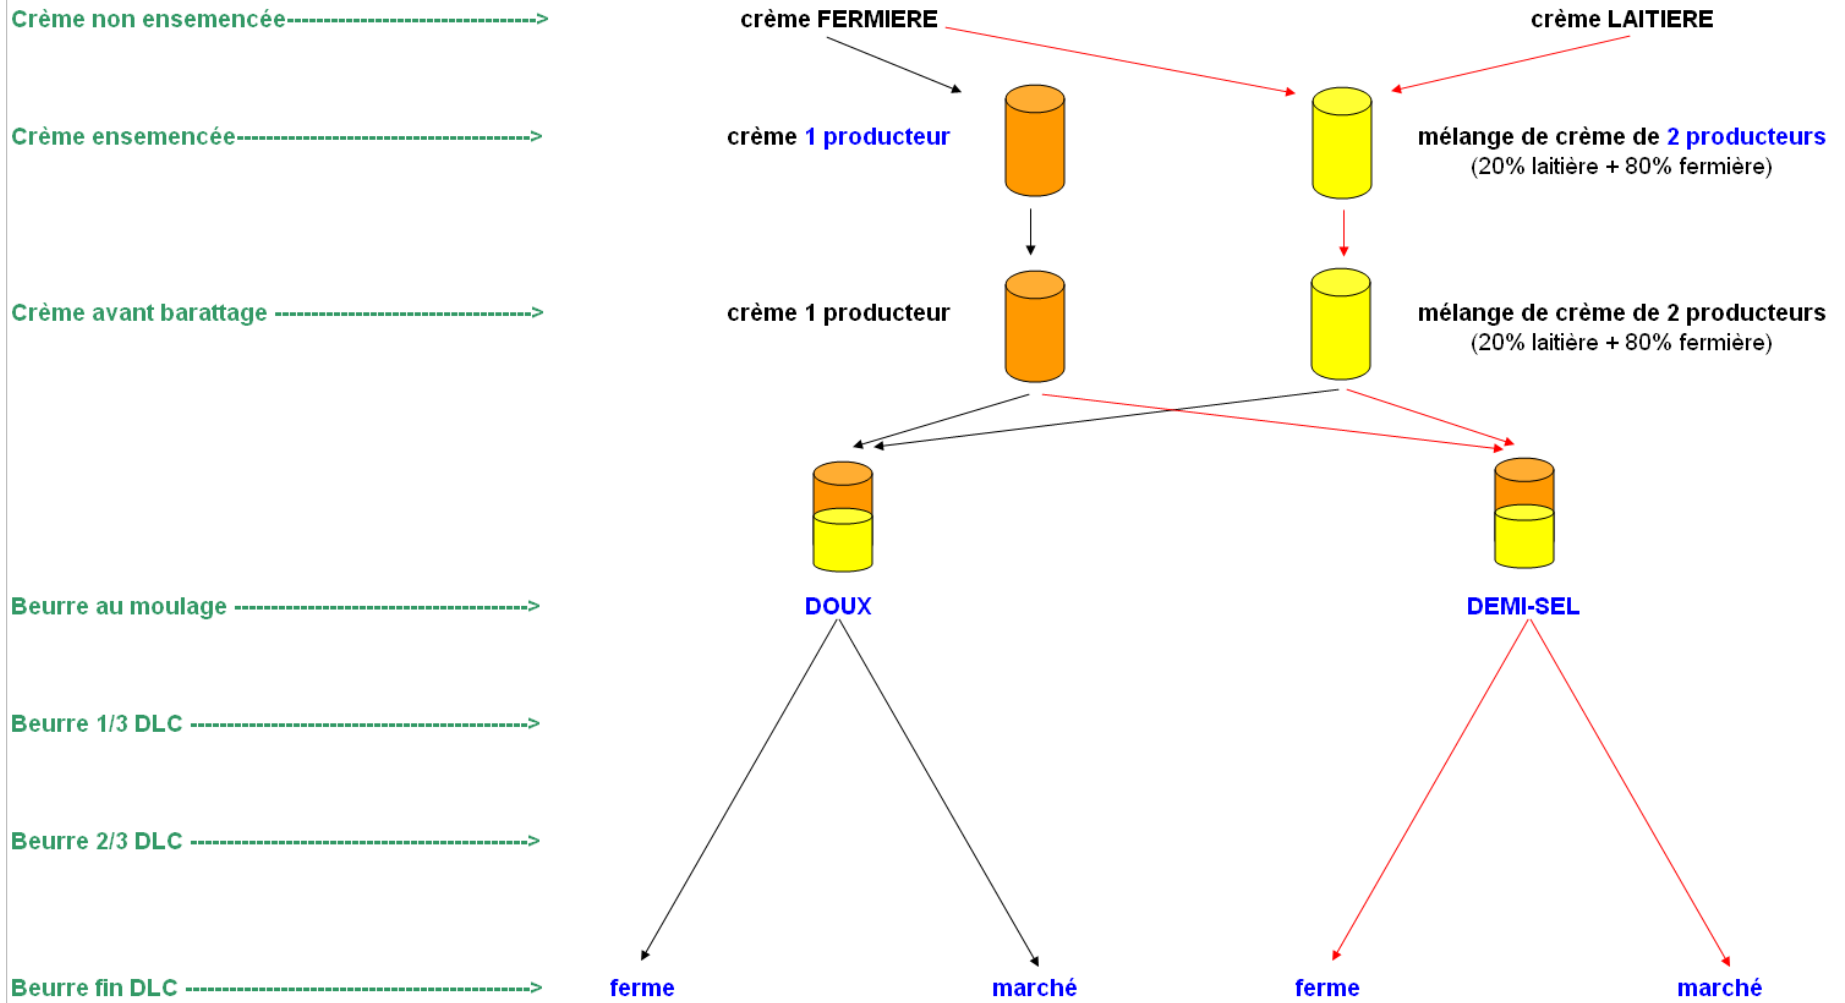 Crème non ensemencée----------------------------------> crème FERMIERE crème LAITIERE
Crème ensemencée----------------------------------------> crème 1 producteur mélange de crème de 2 producteurs
(20% laitière + 80% fermière)
Crème avant barattage -----------------------------------> crème 1 producteur mélange de crème de 2 producteurs
(20% laitière + 80% fermière)
Beurre au moulage ----------------------------------------> DOUX DEMI-SEL
Beurre 1/3 DLC ----------------------------------------------->
Beurre 2/3 DLC ----------------------------------------------->
Beurre fin DLC -----------------------------------------------> ferme marché ferme marché